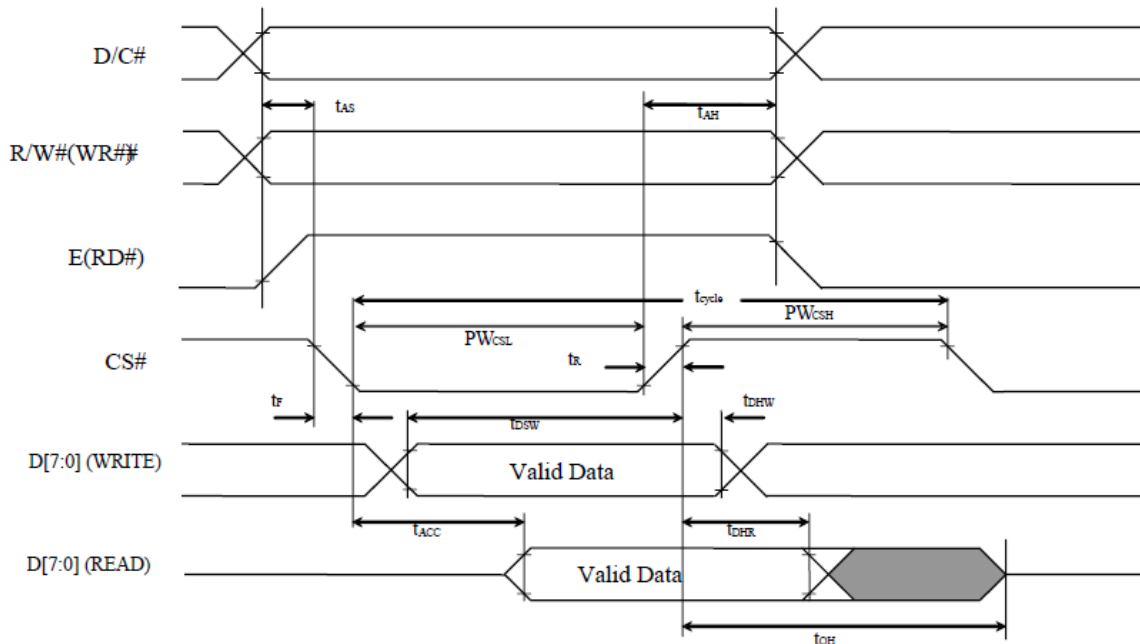 D/C#
tAS
tAH
R/W#(WR##
E(RD#)
tcycle
PWCSL
PWCSH
CS#
tR
tF
tDSW
tDHW
D[7:0] (WRITE)
Valid Data
tACC
tDHR
D[7:0] (READ)
Valid Data
tOH